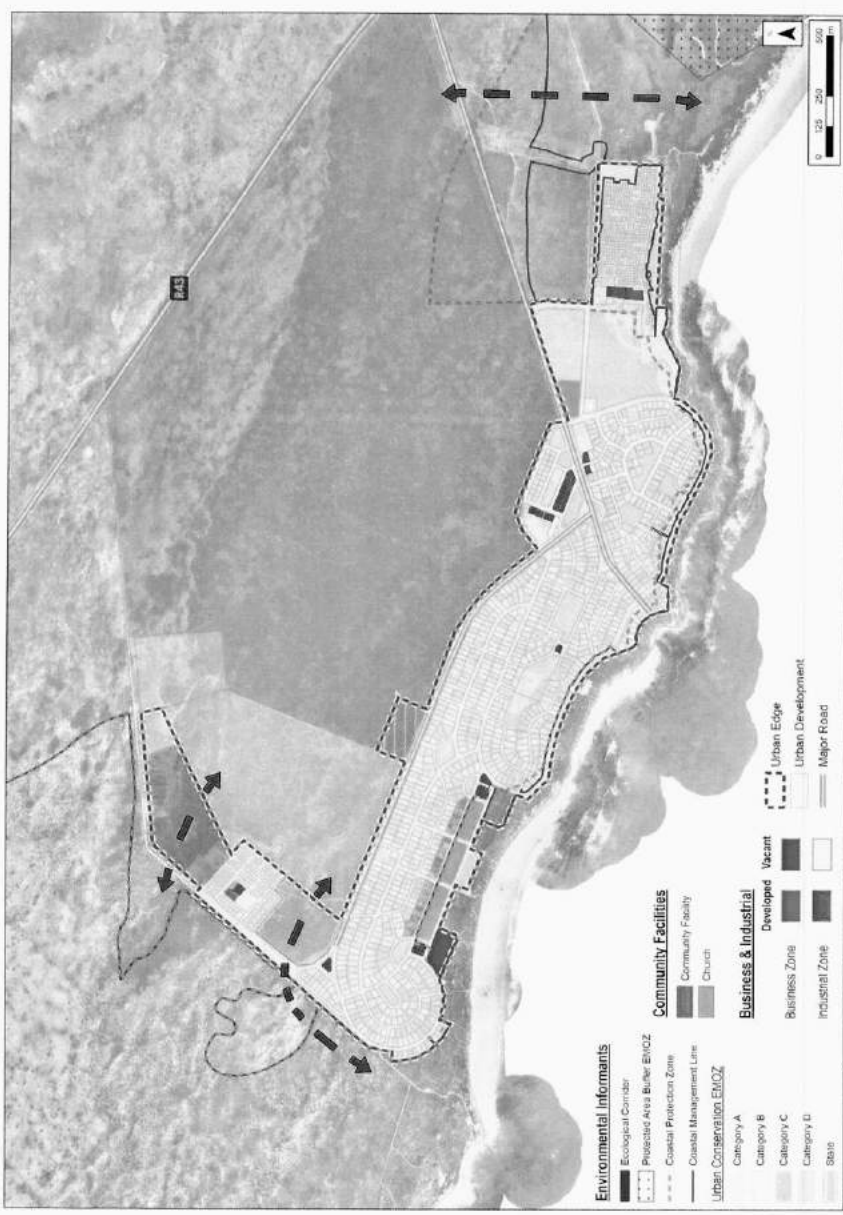 R43
0 125 250 500
m
Environmental Informants
Ecological Corridor
Protected Area Buffer EMOZ
Coastal Protection Zone
Coastal Management Line
Urban Conservation EMOZ
Category A
Category B
Category C
Category D
State
Community Facilities
Community Facility
Church
Business & Industrial
Developed Vacant
Business Zone
Industrial Zone
Urban Edge
Urban Development
Major Road